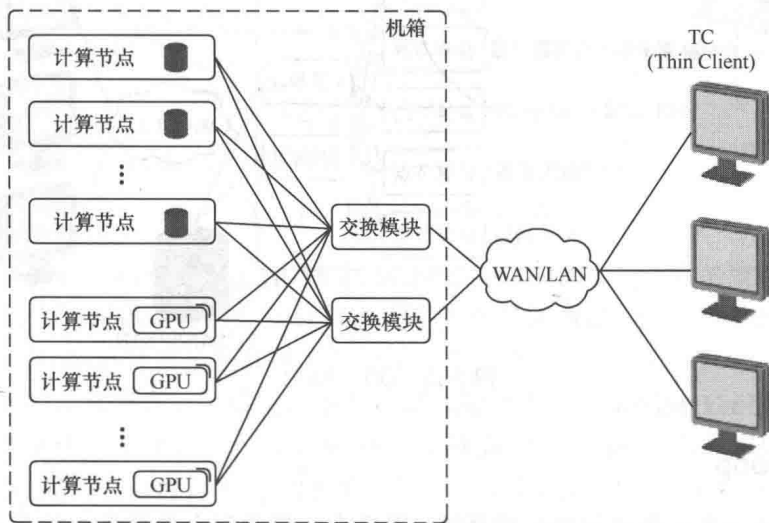 机箱
计算节点
计算节点
⋮
计算节点
计算节点 GPU
计算节点 GPU
⋮
计算节点 GPU
交换模块
交换模块
WAN/LAN
TC
(Thin Client)